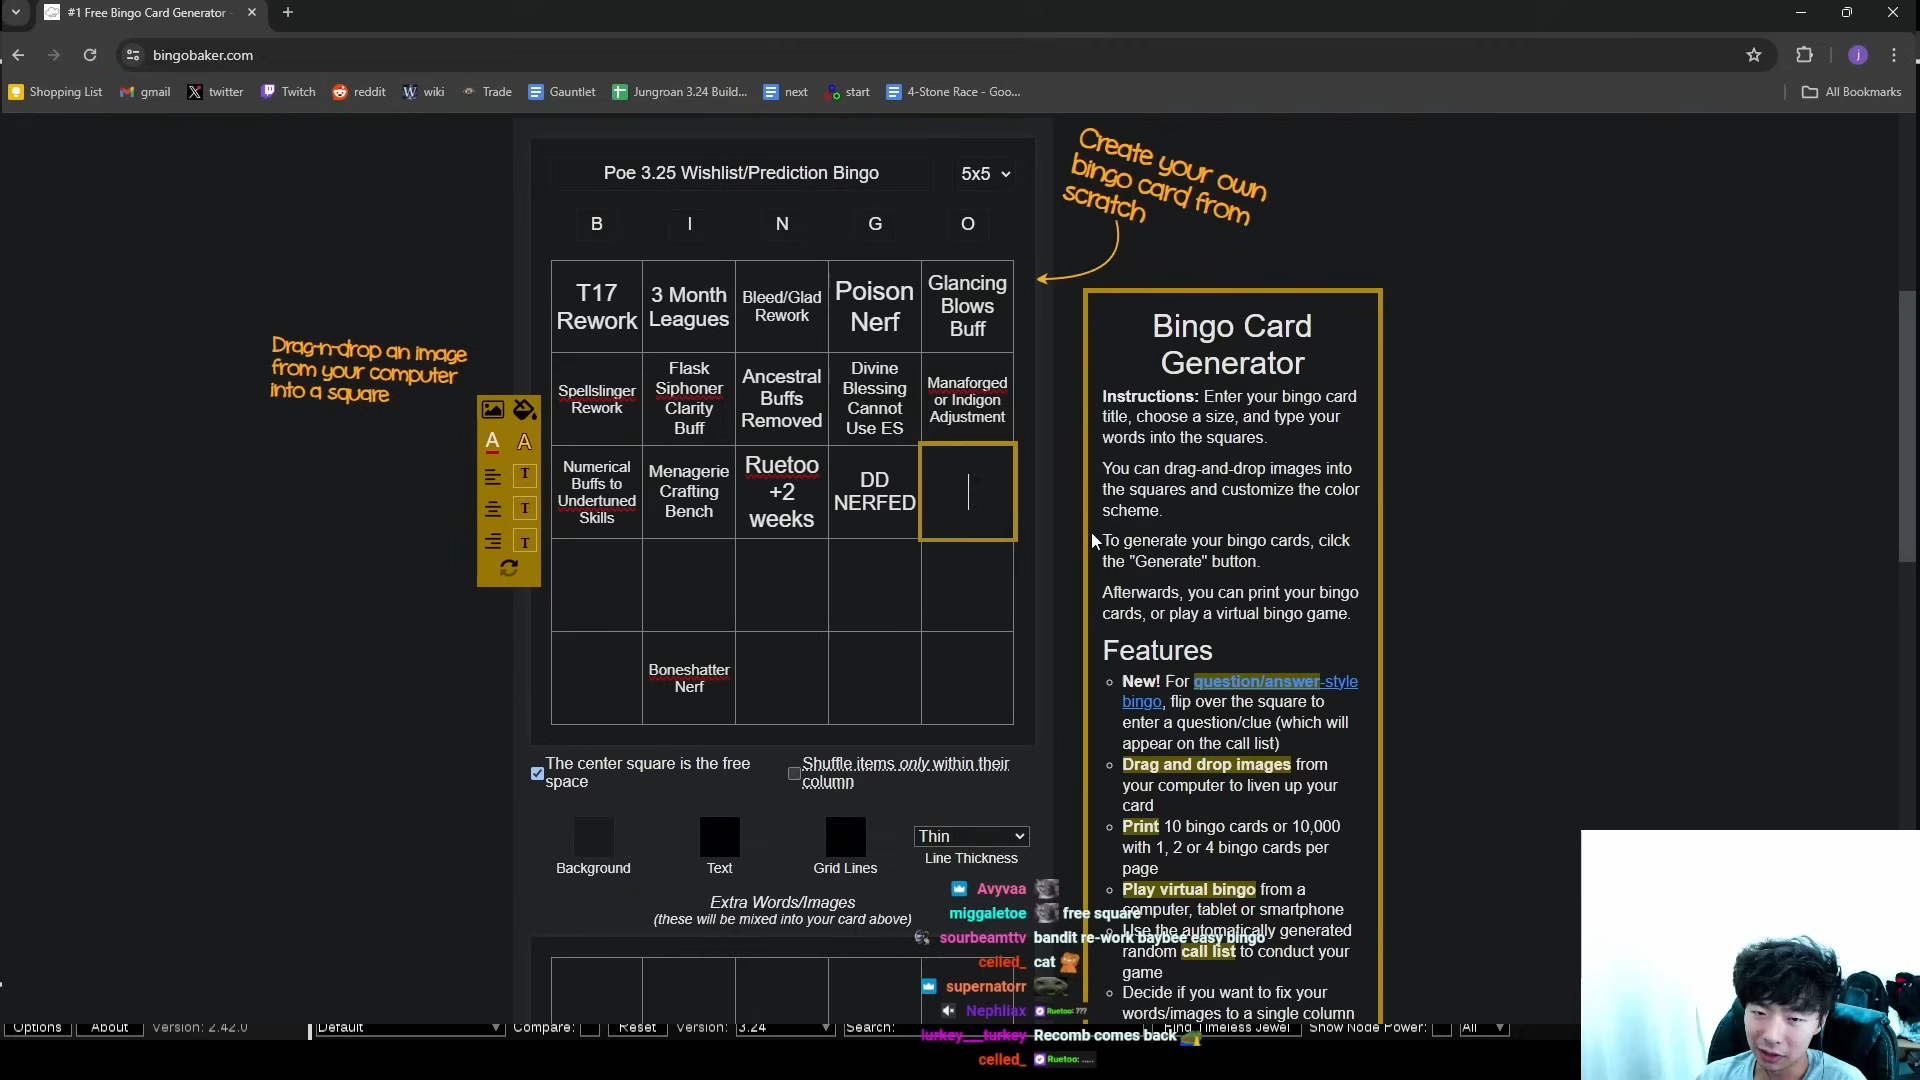 #1 Free Bingo Card Generator
bingobaker.com
Shopping List
gmail
twitter
Twitch
reddit
wiki
Trade
Gauntlet
Jungroan 3.24 Build...
next
start
4-Stone Race - Goo...
All Bookmarks
j
Poe 3.25 Wishlist/Prediction Bingo
5x5
B I N G O
T17
Rework
3 Month
Leagues
Bleed/Glad
Rework
Poison
Nerf
Glancing
Blows
Buff
Spellslinger
Rework
Flask
Siphoner
Clarity
Buff
Ancestral
Buffs
Removed
Divine
Blessing
Cannot
Use ES
Manaforged
or Indigon
Adjustment
Numerical
Buffs to
Undertuned
Skills
Menagerie
Crafting
Bench
Ruetoo
+2
weeks
DD
NERFED
Boneshatter
Nerf
Drag-n-drop an image
from your computer
into a square
A A
T
T
T
Create your own
bingo card from
scratch
The center square is the free
space
Shuffle items only within their
column
Background
Text
Grid Lines
Thin
Line Thickness
Extra Words/Images
(these will be mixed into your card above)
Bingo Card
Generator
Instructions: Enter your bingo card
title, choose a size, and type your
words into the squares.
You can drag-and-drop images into
the squares and customize the color
scheme.
To generate your bingo cards, cilck
the "Generate" button.
Afterwards, you can print your bingo
cards, or play a virtual bingo game.
Features
New! For question/answer-style
bingo, flip over the square to
enter a question/clue (which will
appear on the call list)
Drag and drop images from
your computer to liven up your
card
Print 10 bingo cards or 10,000
with 1, 2 or 4 bingo cards per
page
Play virtual bingo from a
computer, tablet or smartphone
Use the automatically generated
random call list to conduct your
game
Decide if you want to fix your
words/images to a single column
Avyvaa
miggaletoe free square
sourbeamttv bandit re-work baybee easy bingo
celled_ cat
supernatorr
Nephliax Ruetoo: ???
lurkey___turkey Recomb comes back
celled_ Ruetoo: .....
Options About Version: 2.42.0 Default Compare: Reset Version: 3.24 Search: Find Timeless Jewel Show Node Power: All